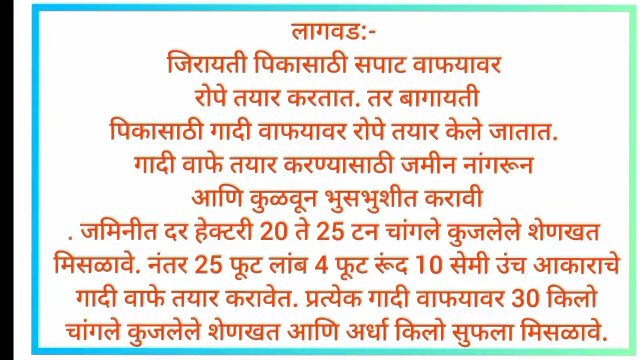 लागवड:-
जिरायती पिकासाठी सपाट वाफयावर
रोपे तयार करतात. तर बागायती
पिकासाठी गादी वाफयावर रोपे तयार केले जातात.
गादी वाफे तयार करण्यासाठी जमीन नांगरून
आणि कुळवून भुसभुशीत करावी
. जमिनीत दर हेक्टरी 20 ते 25 टन चांगले कुजलेले शेणखत
मिसळावे. नंतर 25 फूट लांब 4 फूट रूंद 10 सेमी उंच आकाराचे
गादी वाफे तयार करावेत. प्रत्येक गादी वाफयावर 30 किलो
चांगले कुजलेले शेणखत आणि अर्धा किलो सुफला मिसळावे.